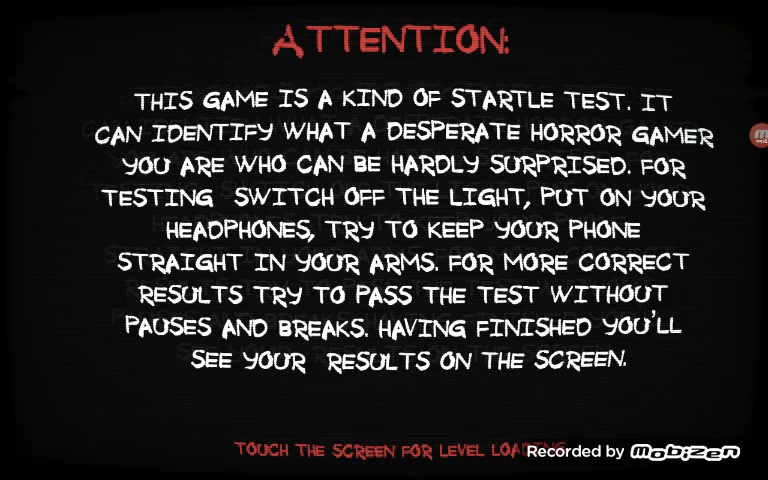 ATTENTION:
THIS GAME IS A KIND OF STARTLE TEST. IT
CAN IDENTIFY WHAT A DESPERATE HORROR GAMER
YOU ARE WHO CAN BE HARDLY SURPRISED. FOR
TESTING SWITCH OFF THE LIGHT, PUT ON YOUR
HEADPHONES, TRY TO KEEP YOUR PHONE
STRAIGHT IN YOUR ARMS. FOR MORE CORRECT
RESULTS TRY TO PASS THE TEST WITHOUT
PAUSES AND BREAKS. HAVING FINISHED YOU'LL
SEE YOUR RESULTS ON THE SCREEN.
TOUCH THE SCREEN FOR LEVEL LOADING
Recorded by mobizen